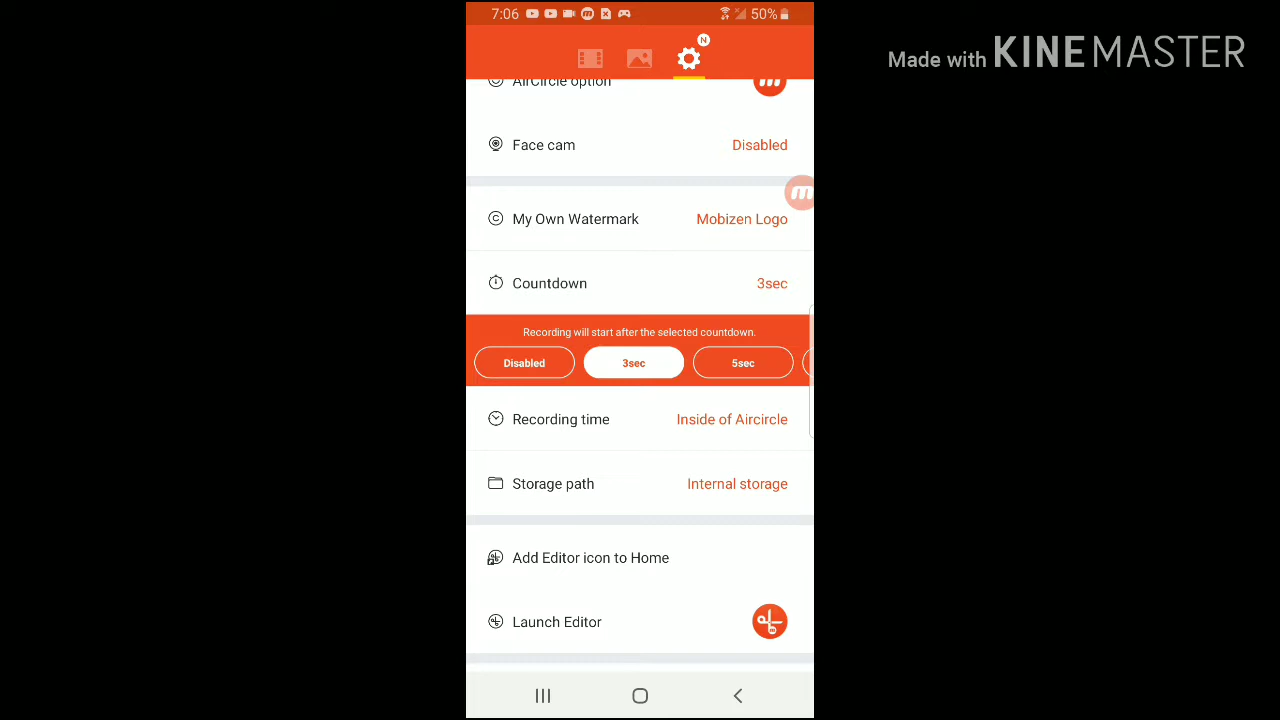 7:06
50%
N
Made with KINEMASTER
AirCircle option
Face cam
Disabled
My Own Watermark
Mobizen Logo
Countdown
3sec
Recording will start after the selected countdown.
Disabled
3sec
5sec
Recording time
Inside of Aircircle
Storage path
Internal storage
Add Editor icon to Home
Launch Editor